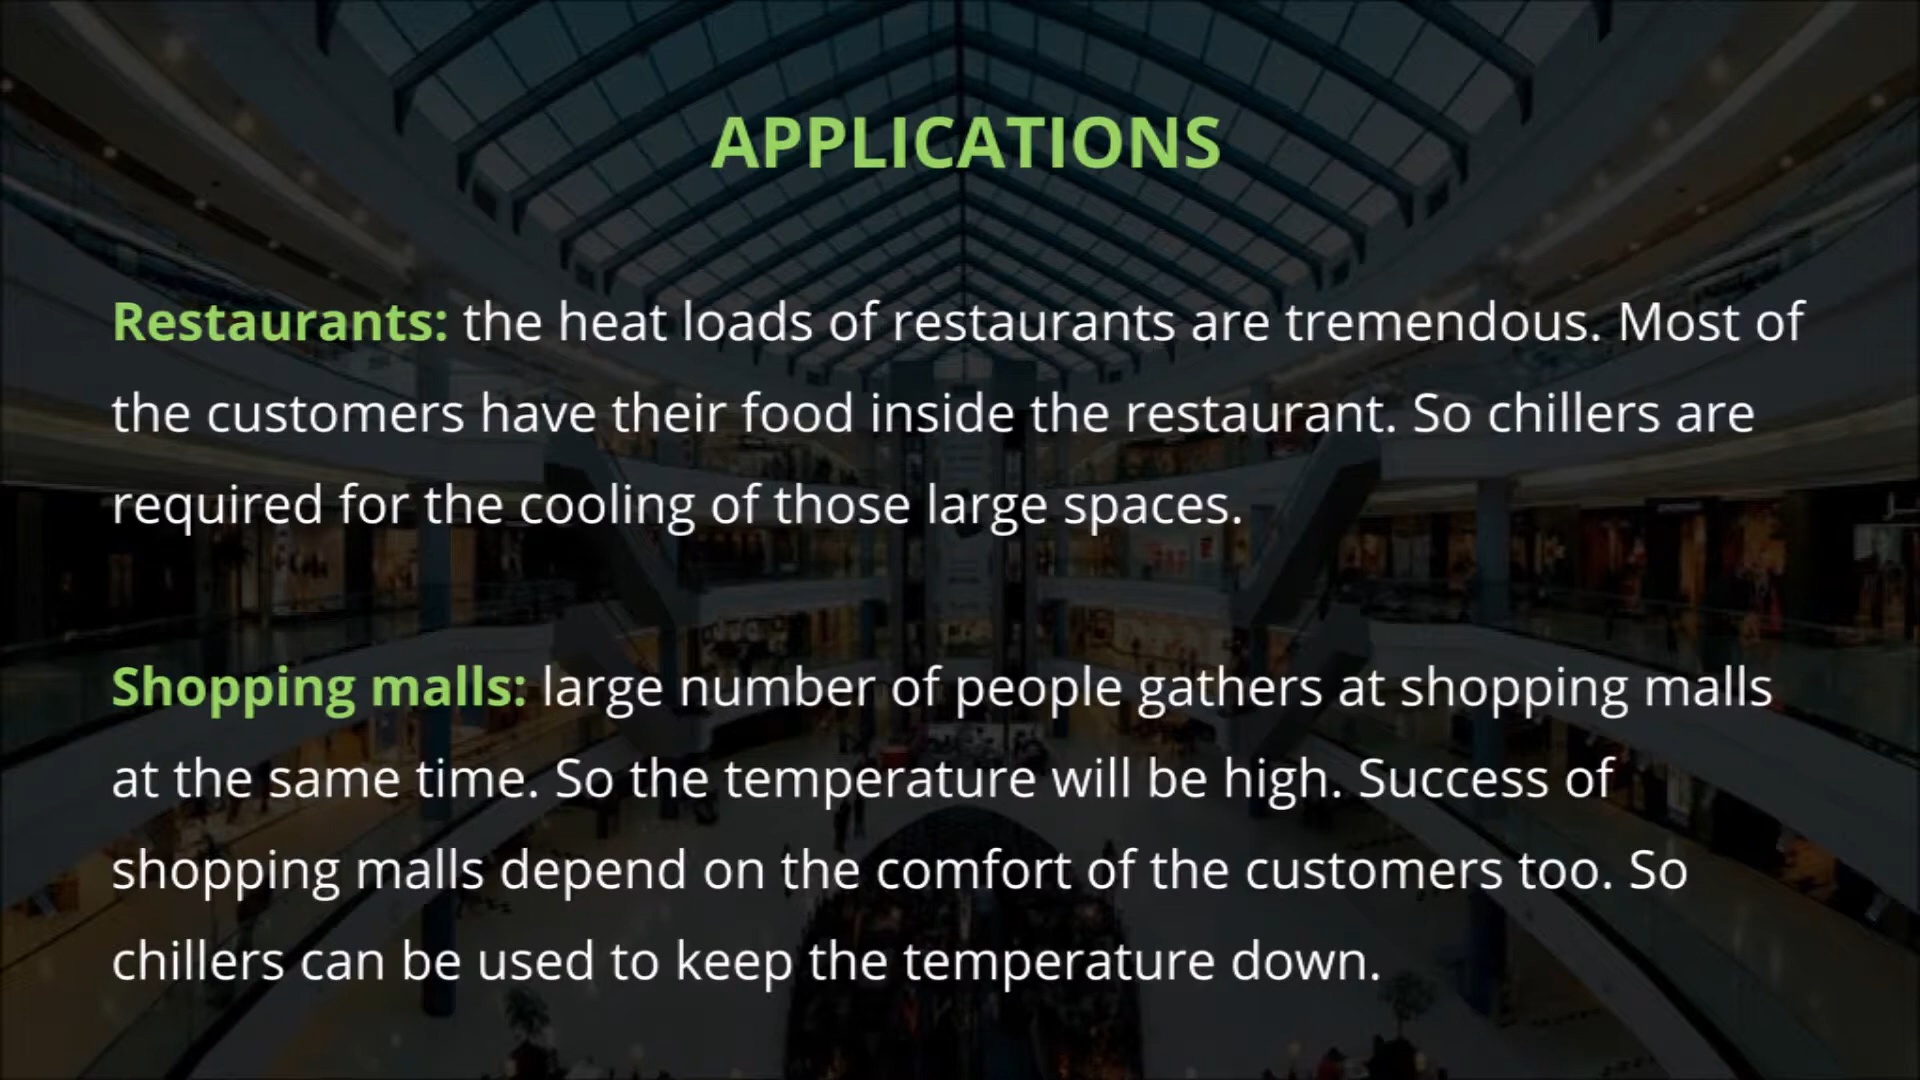 APPLICATIONS
Restaurants: the heat loads of restaurants are tremendous. Most of
the customers have their food inside the restaurant. So chillers are
required for the cooling of those large spaces.
Shopping malls: large number of people gathers at shopping malls
at the same time. So the temperature will be high. Success of
shopping malls depend on the comfort of the customers too. So
chillers can be used to keep the temperature down.